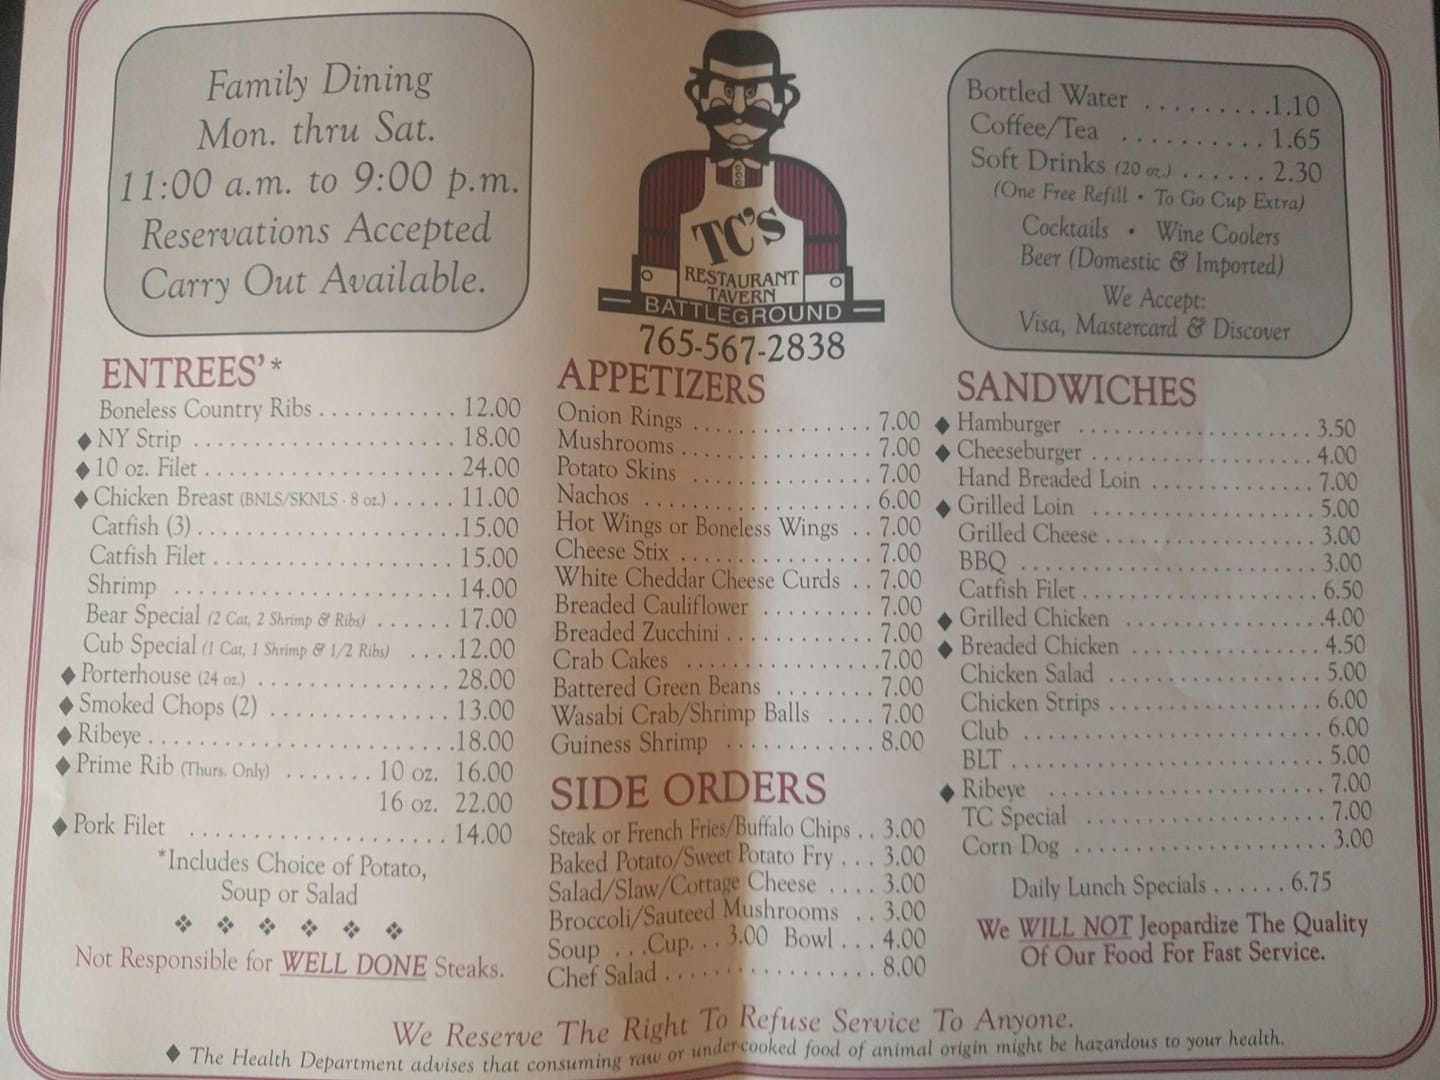 Family Dining
Mon. thru Sat.
11:00 a.m. to 9:00 p.m.
Reservations Accepted
Carry Out Available.
TC's
RESTAURANT
TAVERN
BATTLEGROUND
765-567-2838
Bottled Water . . . . . . . . . .1.10
Coffee/Tea . . . . . . . . . . 1.65
Soft Drinks (20 oz.) . . . . . . 2.30
(One Free Refill • To Go Cup Extra)
Cocktails • Wine Coolers
Beer (Domestic & Imported)
We Accept:
Visa, Mastercard & Discover
ENTREES'*
Boneless Country Ribs . . . . . . . . . . . 12.00
◆ NY Strip . . . . . . . . . . . . . . . . . . . . . 18.00
◆ 10 oz. Filet . . . . . . . . . . . . . . . . . . . . 24.00
◆ Chicken Breast (BNLS/SKNLS - 8 oz.) . . . . . 11.00
Catfish (3) . . . . . . . . . . . . . . . . . . . . .15.00
Catfish Filet . . . . . . . . . . . . . . . . . . . 15.00
Shrimp . . . . . . . . . . . . . . . . . . . . . . 14.00
Bear Special (2 Cat, 2 Shrimp & Ribs) . . . . . . 17.00
Cub Special (1 Cat, 1 Shrimp & 1/2 Ribs) . . . .12.00
◆ Porterhouse (24 oz.) . . . . . . . . . . . . . . . 28.00
◆ Smoked Chops (2) . . . . . . . . . . . . . . 13.00
◆ Ribeye . . . . . . . . . . . . . . . . . . . . . . . .18.00
◆ Prime Rib (Thurs. Only) . . . . . . . 10 oz. 16.00
16 oz. 22.00
◆ Pork Filet . . . . . . . . . . . . . . . . . . . . 14.00
*Includes Choice of Potato,
Soup or Salad
Not Responsible for WELL DONE Steaks.
APPETIZERS
Onion Rings . . . . . . . . . . . . . . . 7.00
Mushrooms . . . . . . . . . . . . . . . . 7.00
Potato Skins . . . . . . . . . . . . . . . 7.00
Nachos . . . . . . . . . . . . . . . . . . . 6.00
Hot Wings or Boneless Wings . . 7.00
Cheese Stix . . . . . . . . . . . . . . . . 7.00
White Cheddar Cheese Curds . . 7.00
Breaded Cauliflower . . . . . . . . . 7.00
Breaded Zucchini . . . . . . . . . . . . 7.00
Crab Cakes . . . . . . . . . . . . . . . .7.00
Battered Green Beans . . . . . . . . 7.00
Wasabi Crab/Shrimp Balls . . . . 7.00
Guiness Shrimp . . . . . . . . . . . . 8.00
SIDE ORDERS
Steak or French Fries/Buffalo Chips . . 3.00
Baked Potato/Sweet Potato Fry . . . 3.00
Salad/Slaw/Cottage Cheese . . . . 3.00
Broccoli/Sauteed Mushrooms . . 3.00
Soup . . .Cup. . . 3.00 Bowl . . . 4.00
Chef Salad . . . . . . . . . . . . . . . . . 8.00
SANDWICHES
◆ Hamburger . . . . . . . . . . . . . . . . . . . 3.50
◆ Cheeseburger . . . . . . . . . . . . . . . . . . 4.00
Hand Breaded Loin . . . . . . . . . . . . . 7.00
◆ Grilled Loin . . . . . . . . . . . . . . . . . . 5.00
Grilled Cheese . . . . . . . . . . . . . . . . . 3.00
BBQ . . . . . . . . . . . . . . . . . . . . . . . . 3.00
Catfish Filet . . . . . . . . . . . . . . . . . . . 6.50
◆ Grilled Chicken . . . . . . . . . . . . . . . .4.00
◆ Breaded Chicken . . . . . . . . . . . . . . . . 4.50
Chicken Salad . . . . . . . . . . . . . . . . . 5.00
Chicken Strips . . . . . . . . . . . . . . . . . 6.00
Club . . . . . . . . . . . . . . . . . . . . . . . . 6.00
BLT . . . . . . . . . . . . . . . . . . . . . . . . . 5.00
◆ Ribeye . . . . . . . . . . . . . . . . . . . . . . 7.00
TC Special . . . . . . . . . . . . . . . . . . . 7.00
Corn Dog . . . . . . . . . . . . . . . . . . . . 3.00
Daily Lunch Specials . . . . . . 6.75
We WILL NOT Jeopardize The Quality
Of Our Food For Fast Service.
We Reserve The Right To Refuse Service To Anyone.
◆ The Health Department advises that consuming raw or under-cooked food of animal origin might be hazardous to your health.